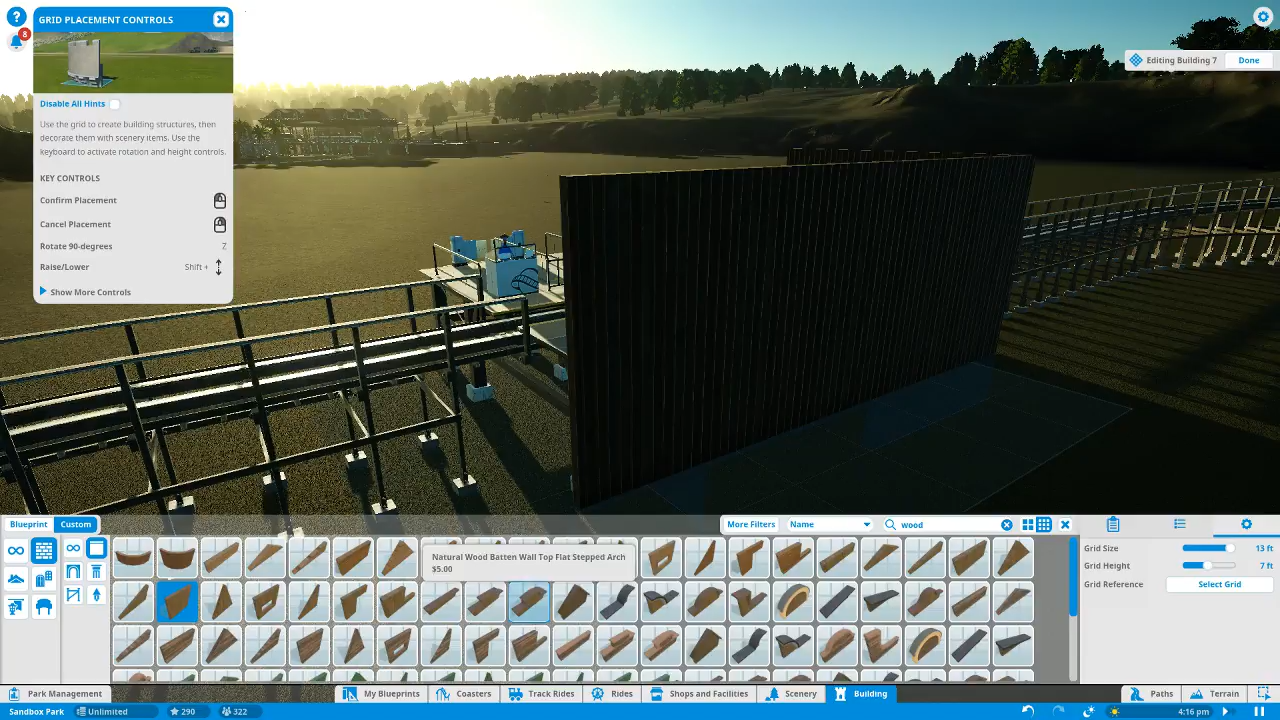 ?
8
GRID PLACEMENT CONTROLS
Disable All Hints
Use the grid to create building structures, then
decorate them with scenery items. Use the
keyboard to activate rotation and height controls.
KEY CONTROLS
Confirm Placement
Cancel Placement
Rotate 90-degrees Z
Raise/Lower Shift +
Show More Controls
Editing Building 7 Done
Blueprint Custom More Filters Name wood
Natural Wood Batten Wall Top Flat Stepped Arch
$5.00
Grid Size 13 ft
Grid Height 7 ft
Grid Reference Select Grid
Park Management My Blueprints Coasters Track Rides Rides Shops and Facilities Scenery Building Paths Terrain
Sandbox Park Unlimited 290 322 4:16 pm